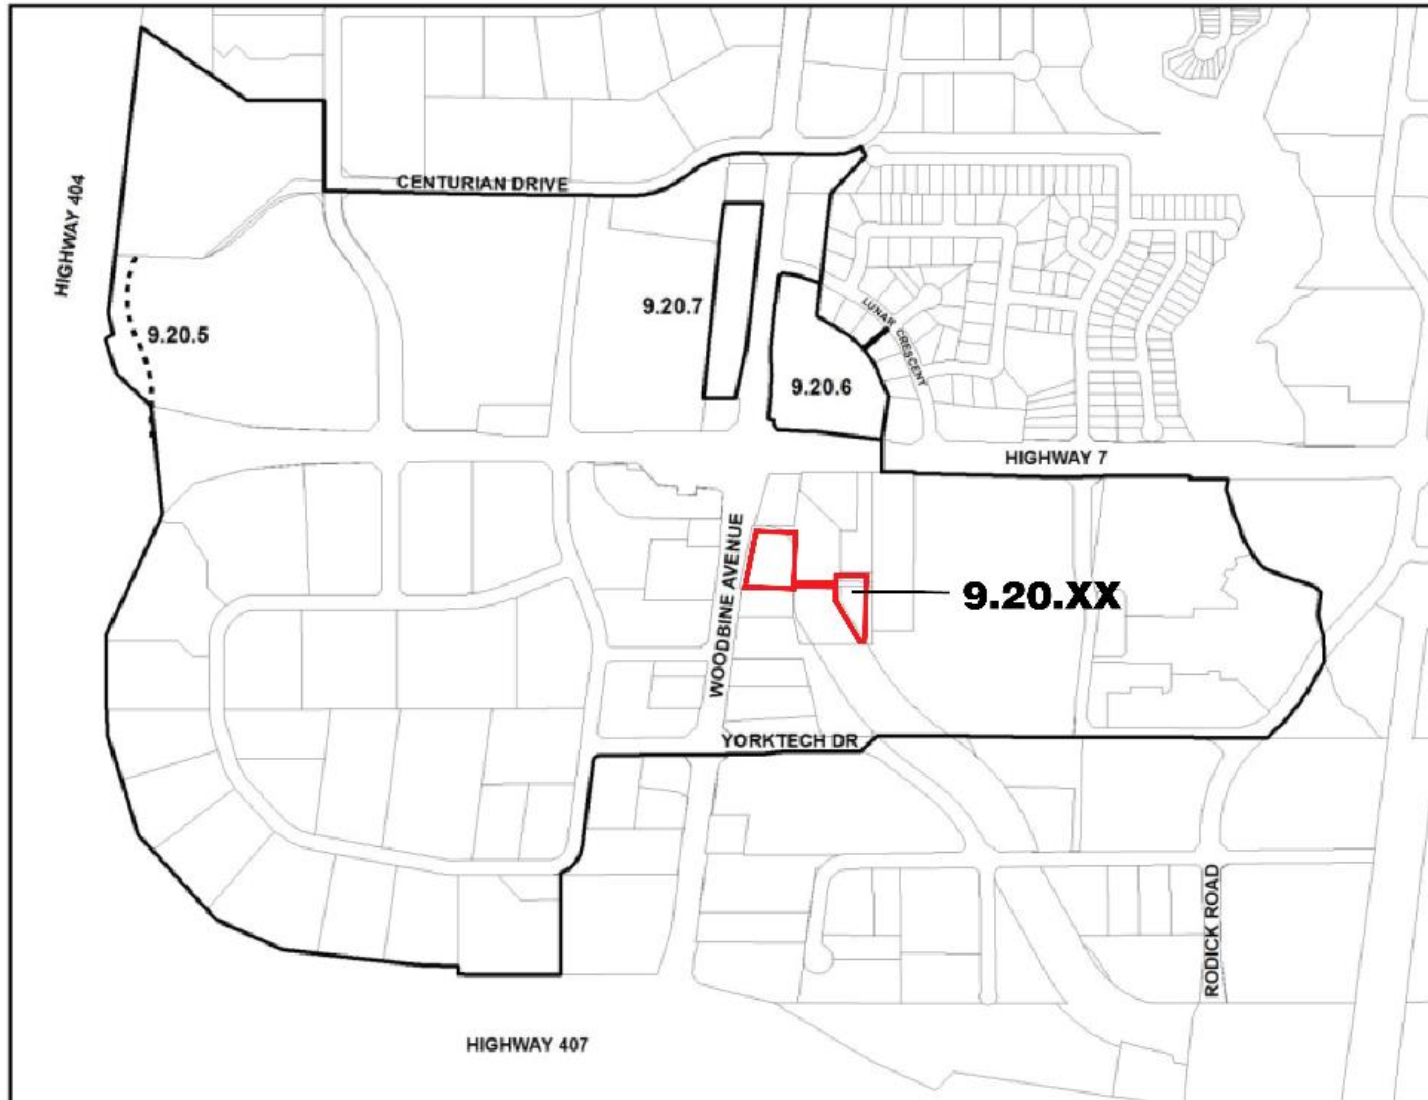 CENTURIAN DRIVE
HIGHWAY 404
9.20.7
9.20.5
LUNAR CRESCENT
9.20.6
HIGHWAY 7
WOODBINE AVENUE
9.20.XX
YORKTECH DR
RODICK ROAD
HIGHWAY 407